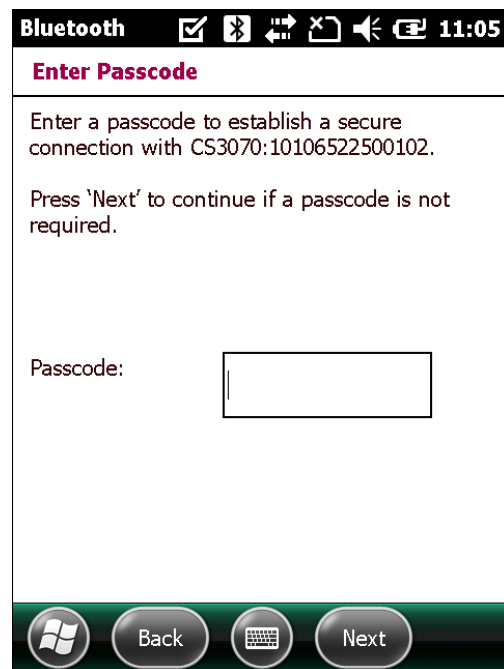 Bluetooth 11:05
Enter Passcode
Enter a passcode to establish a secure
connection with CS3070:10106522500102.
Press ‘Next’ to continue if a passcode is not
required.
Passcode:
Back Next